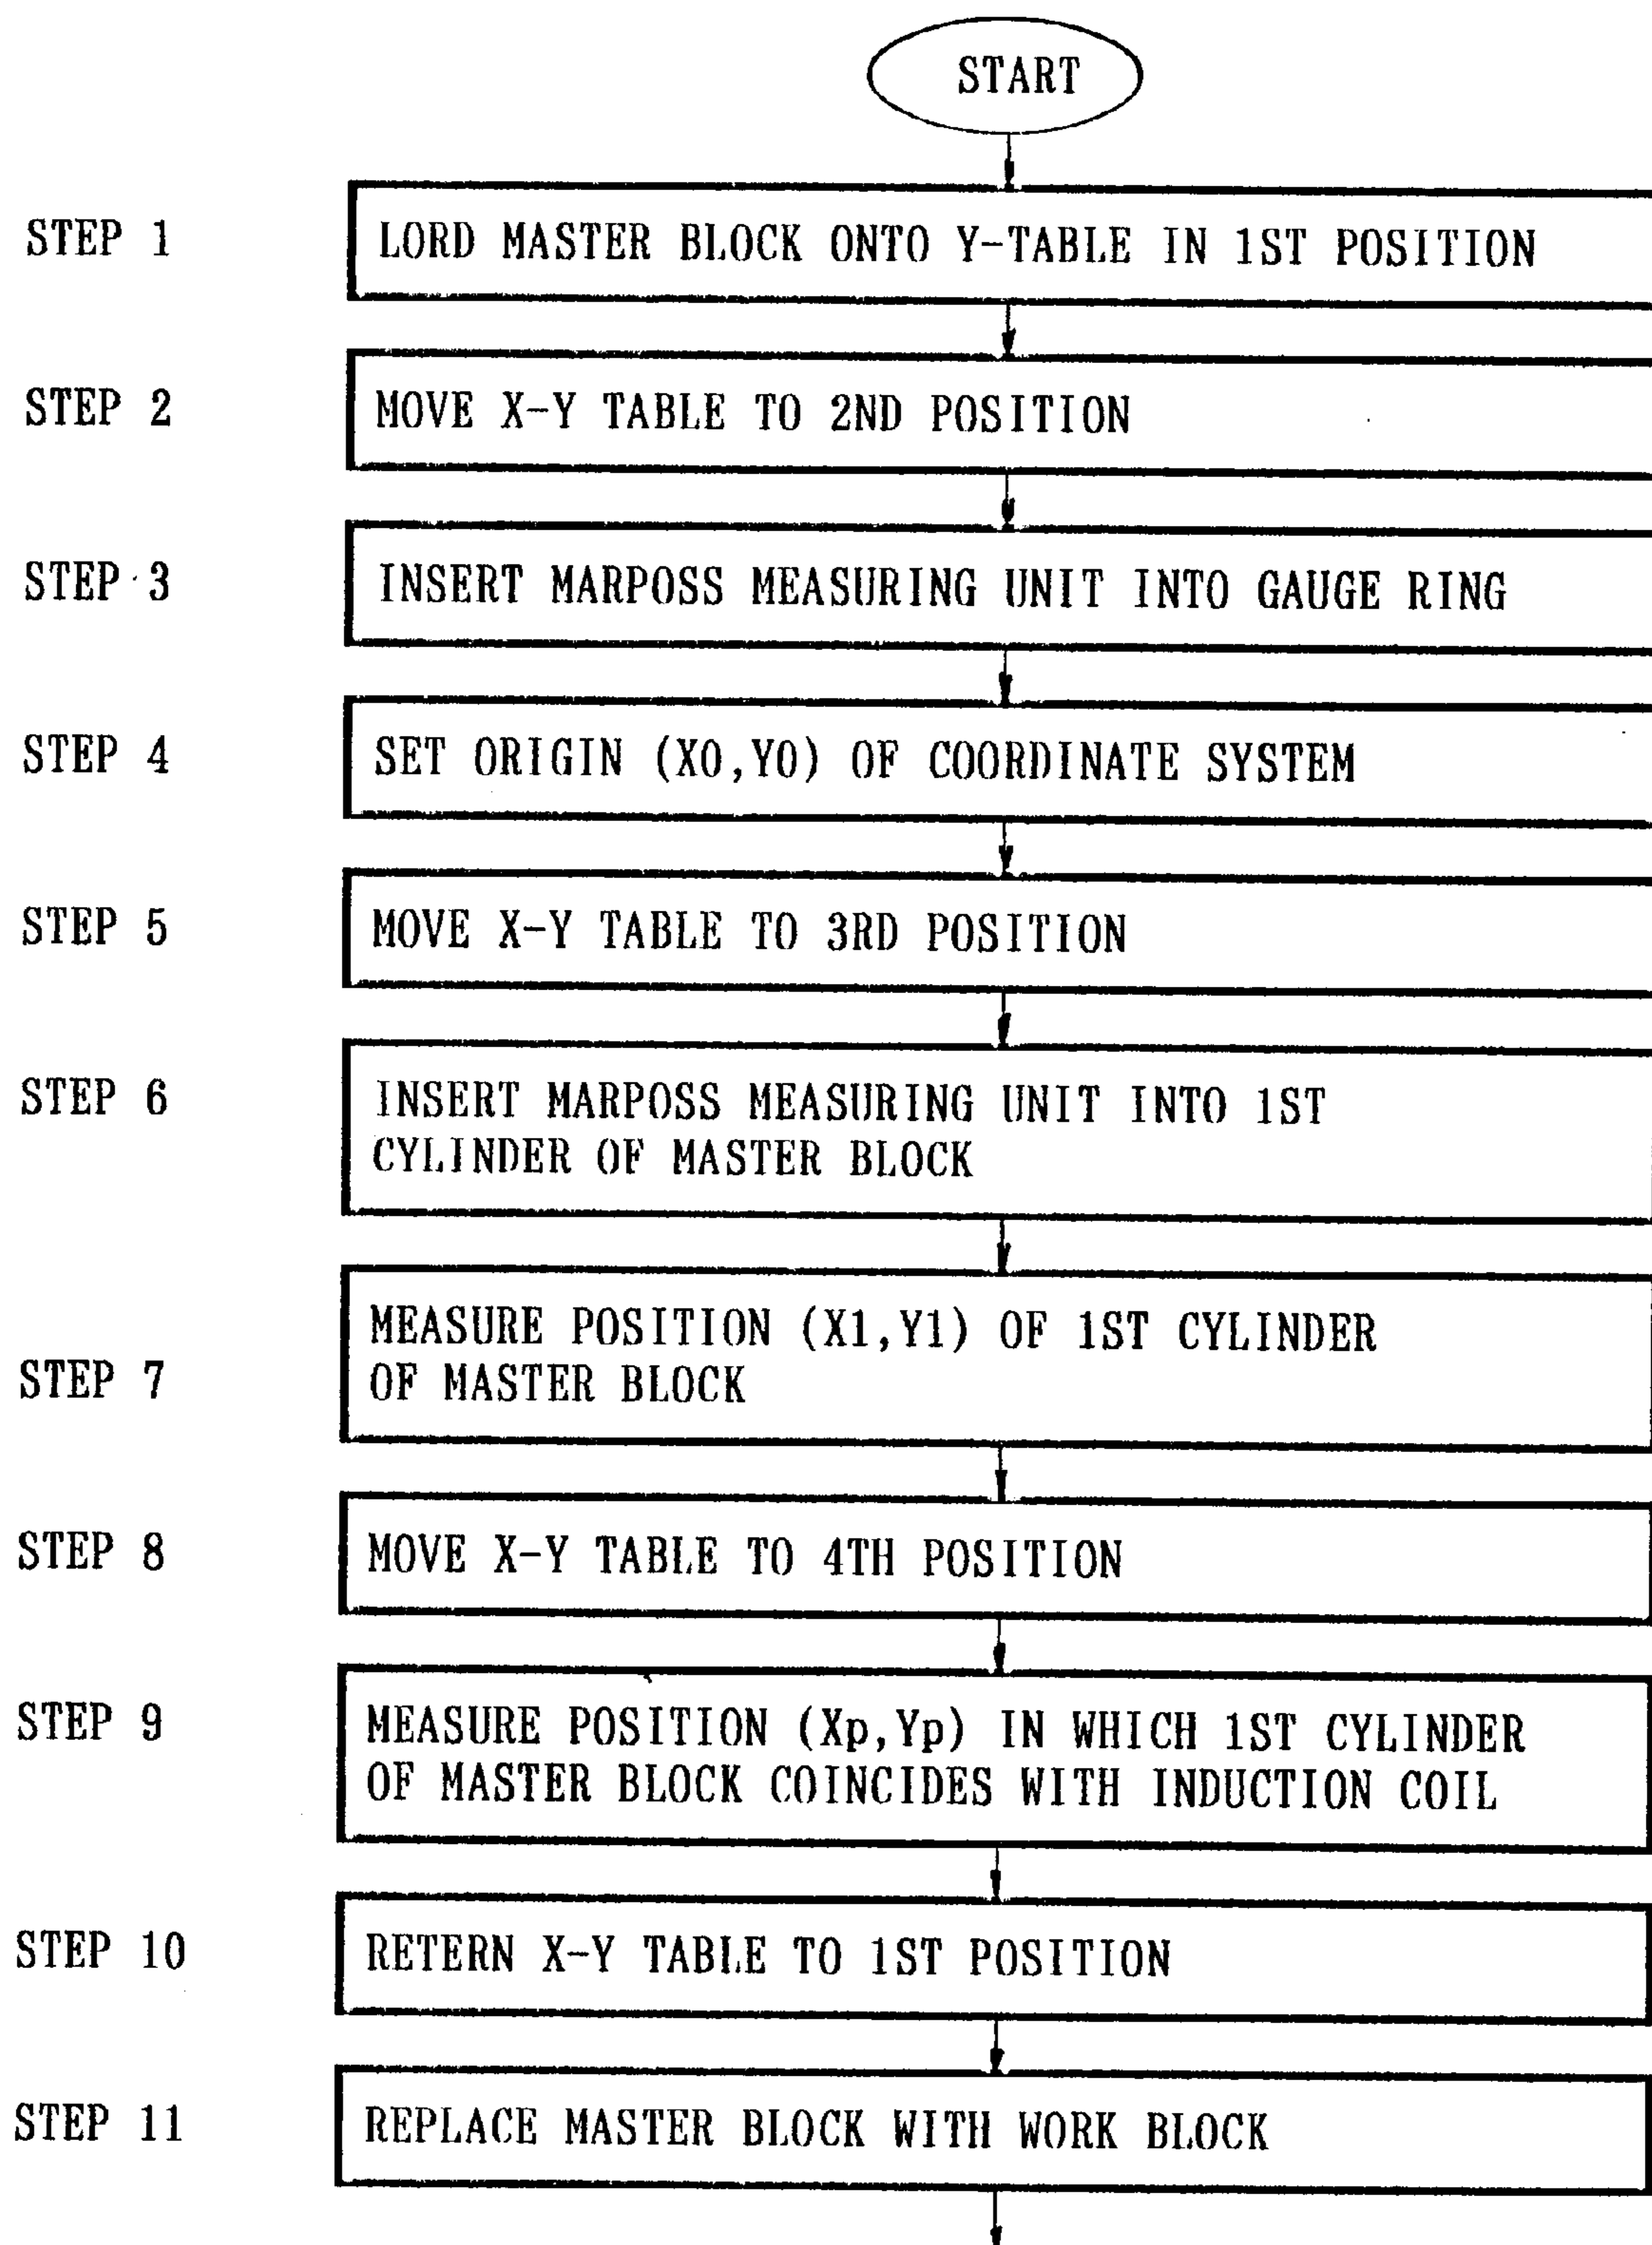 START
STEP 1
LORD MASTER BLOCK ONTO Y-TABLE IN 1ST POSITION
STEP 2
MOVE X-Y TABLE TO 2ND POSITION
STEP 3
INSERT MARPOSS MEASURING UNIT INTO GAUGE RING
STEP 4
SET ORIGIN (X0,Y0) OF COORDINATE SYSTEM
STEP 5
MOVE X-Y TABLE TO 3RD POSITION
STEP 6
INSERT MARPOSS MEASURING UNIT INTO 1ST
CYLINDER OF MASTER BLOCK
STEP 7
MEASURE POSITION (X1,Y1) OF 1ST CYLINDER
OF MASTER BLOCK
STEP 8
MOVE X-Y TABLE TO 4TH POSITION
STEP 9
MEASURE POSITION (Xp,Yp) IN WHICH 1ST CYLINDER
OF MASTER BLOCK COINCIDES WITH INDUCTION COIL
STEP 10
RETERN X-Y TABLE TO 1ST POSITION
STEP 11
REPLACE MASTER BLOCK WITH WORK BLOCK